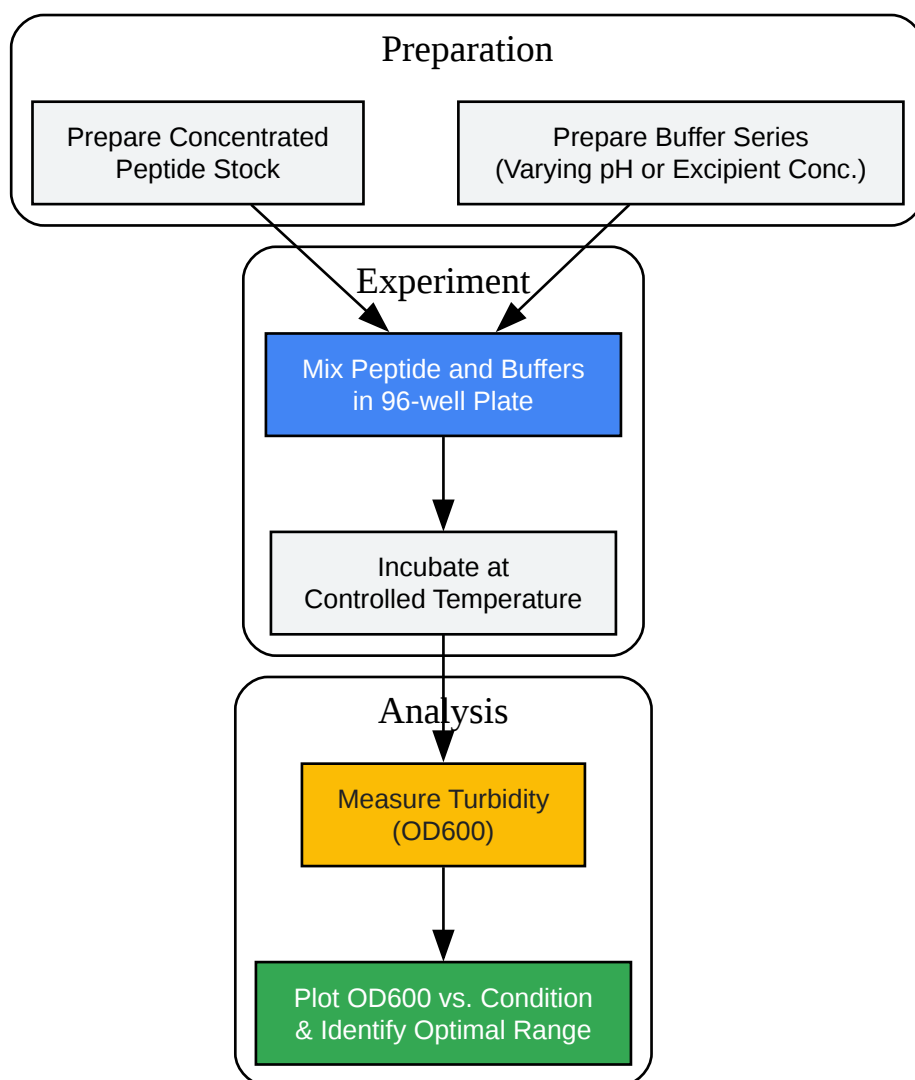 Preparation
Prepare Concentrated
Peptide Stock
Prepare Buffer Series
(Varying pH or Excipient Conc.)
Experiment
Mix Peptide and Buffers
in 96-well Plate
Incubate at
Controlled Temperature
Analysis
Measure Turbidity
(OD600)
Plot OD600 vs. Condition
& Identify Optimal Range